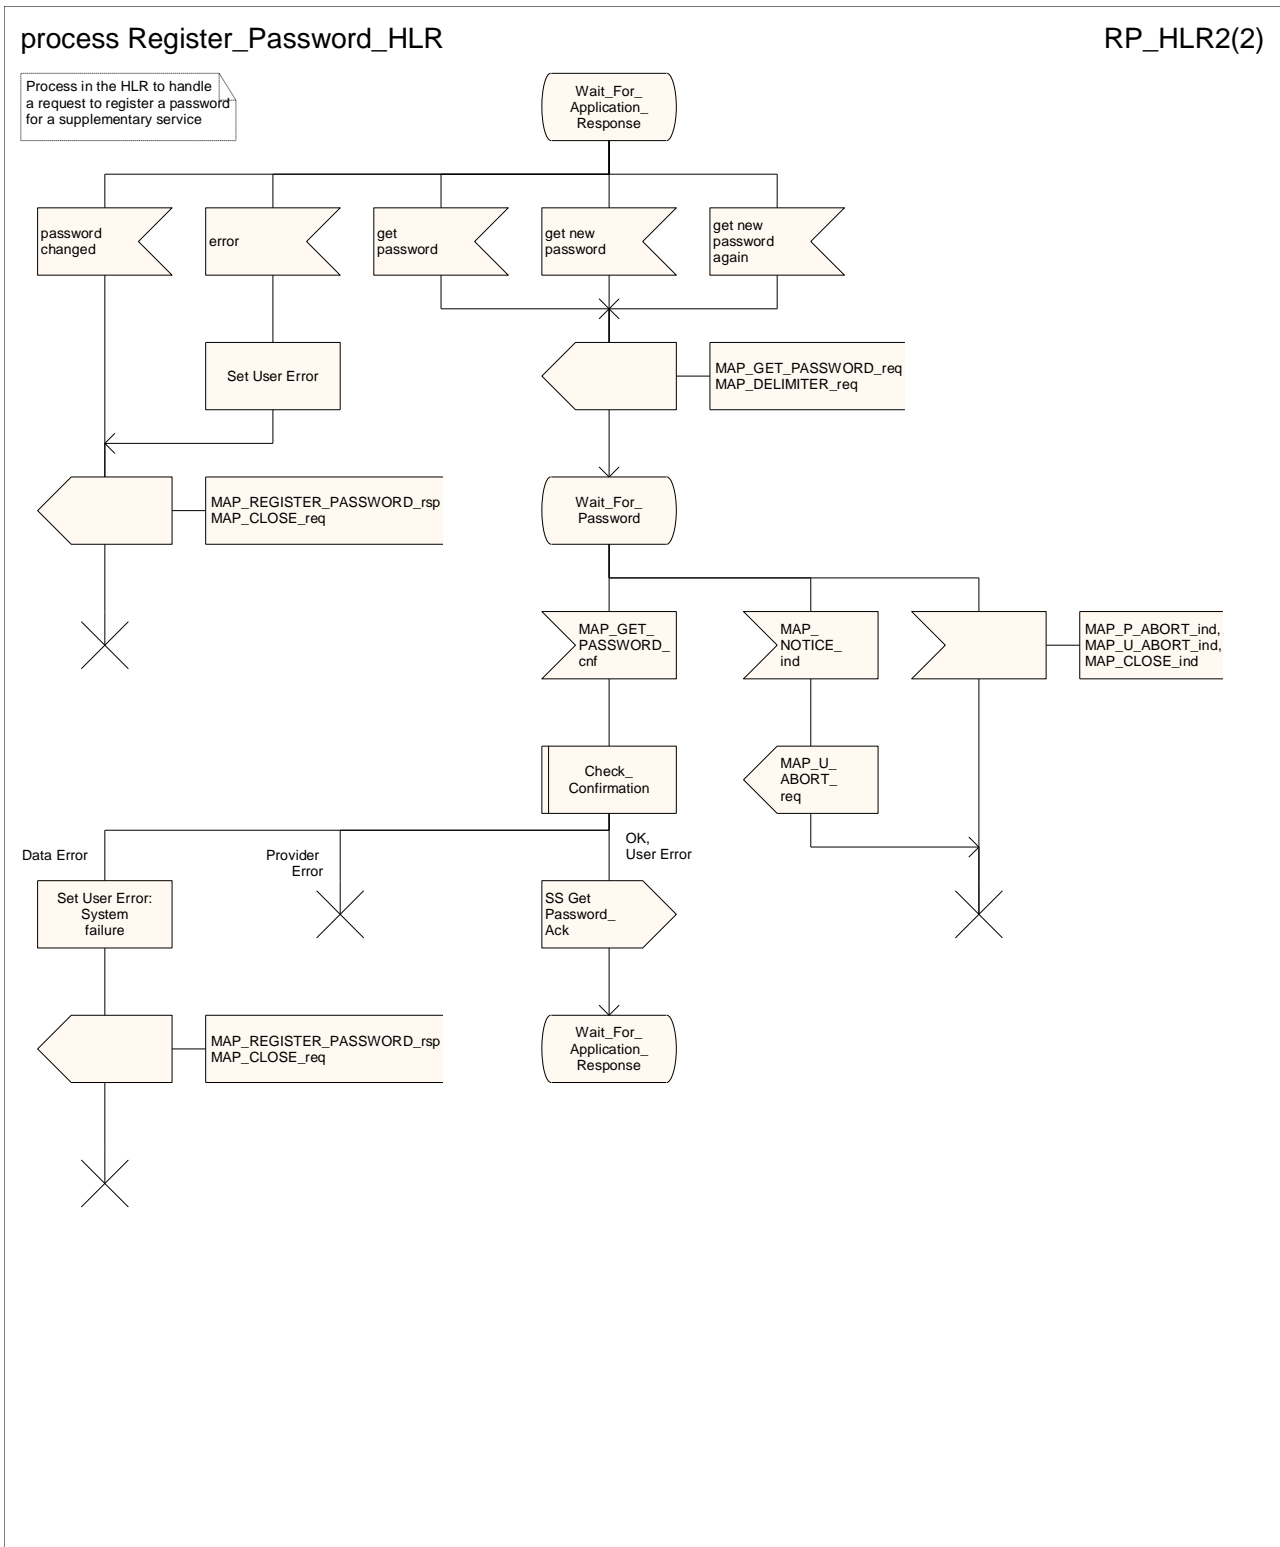 process Register_Password_HLR
RP_HLR2(2)
Process in the HLR to handle
a request to register a password
for a supplementary service
Wait_For_
Application_
Response
password
changed
error
get
password
get new
password
get new
password
again
Set User Error
MAP_GET_PASSWORD_req
MAP_DELIMITER_req
MAP_REGISTER_PASSWORD_rsp
MAP_CLOSE_req
Wait_For_
Password
MAP_GET_
PASSWORD_
cnf
MAP_
NOTICE_
ind
MAP_P_ABORT_ind,
MAP_U_ABORT_ind,
MAP_CLOSE_ind
Check_
Confirmation
MAP_U_
ABORT_
req
Data Error
Provider
Error
OK,
User Error
Set User Error:
System
failure
SS Get
Password_
Ack
MAP_REGISTER_PASSWORD_rsp
MAP_CLOSE_req
Wait_For_
Application_
Response